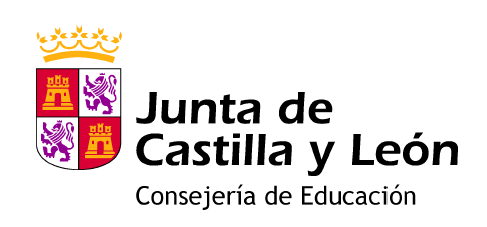 Junta de
Castilla y León
Consejería de Educación